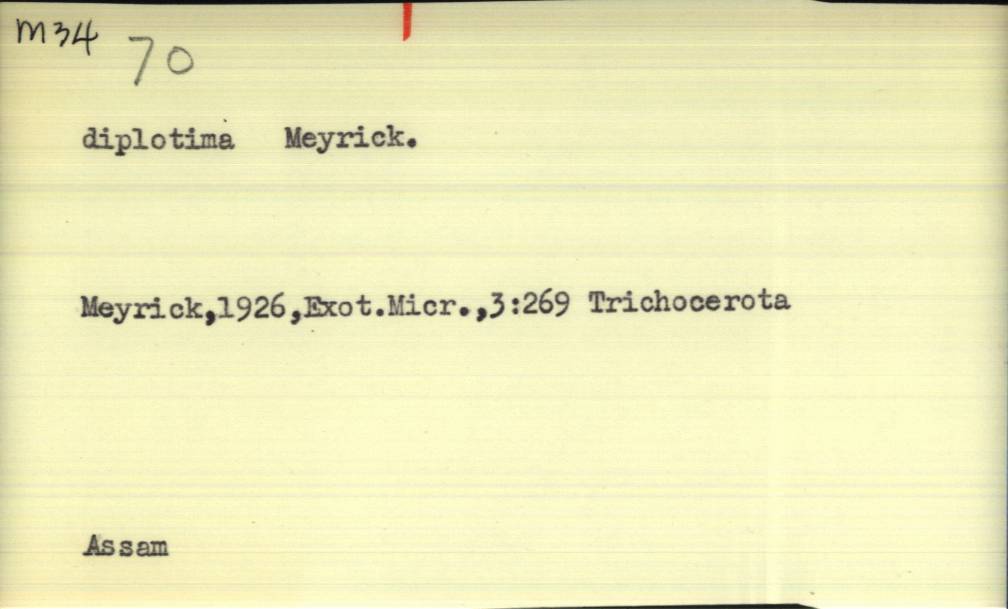 M34
70
diplotima Meyrick.
Meyrick,1926,Exot.Micr.,3:269 Trichocerota
Assam